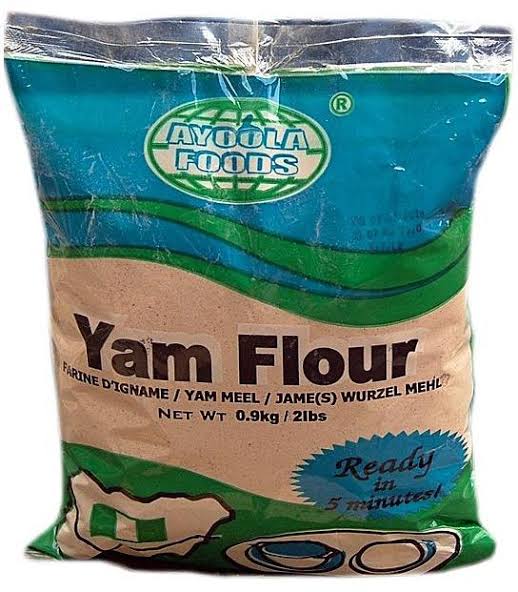 AYOOLA
FOODS
®
Yam Flour
FARINE D'IGNAME / YAM MEEL / JAME(S) WURZEL MEHL
NET WT 0.9kg / 2lbs
Ready
in
5 minutes!